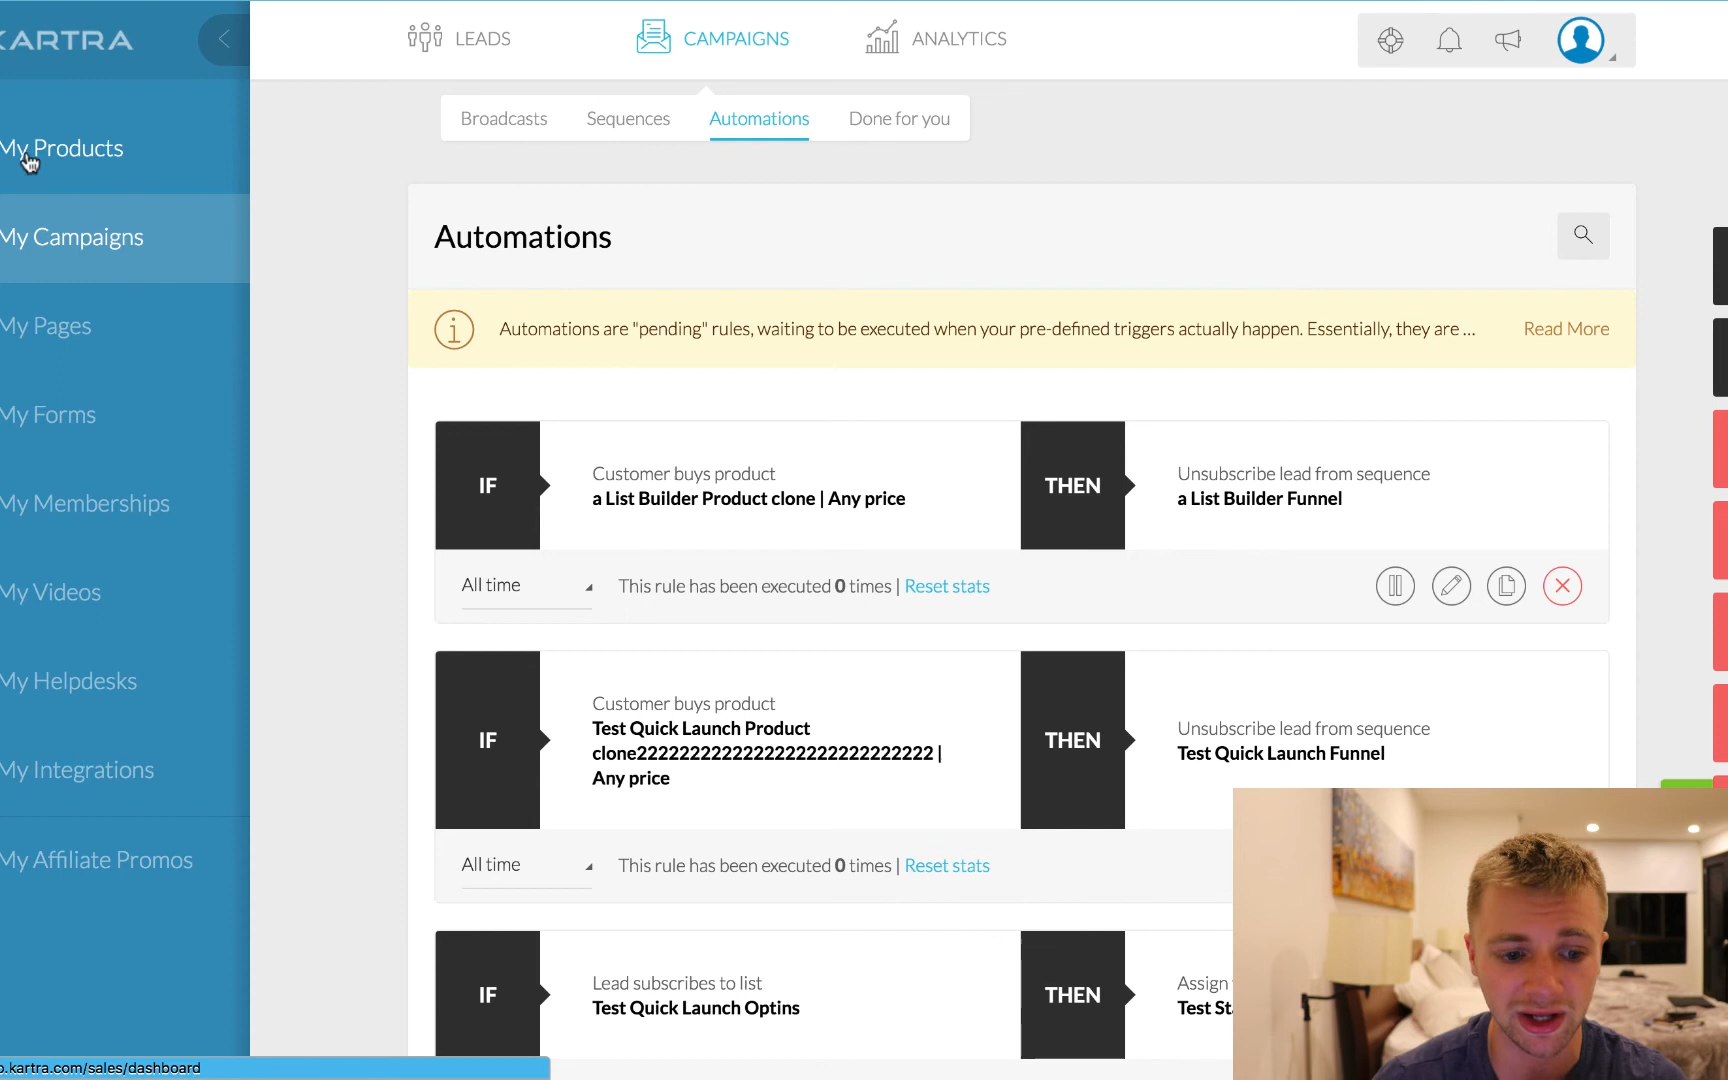 KARTRA
LEADS
CAMPAIGNS
ANALYTICS
My Products
My Campaigns
My Pages
My Forms
My Memberships
My Videos
My Helpdesks
My Integrations
My Affiliate Promos
Broadcasts
Sequences
Automations
Done for you
Automations
Automations are "pending" rules, waiting to be executed when your pre-defined triggers actually happen. Essentially, they are ...
Read More
IF
Customer buys product
a List Builder Product clone | Any price
THEN
Unsubscribe lead from sequence
a List Builder Funnel
All time
This rule has been executed 0 times | Reset stats
IF
Customer buys product
Test Quick Launch Product
clone2222222222222222222222222222 |
Any price
THEN
Unsubscribe lead from sequence
Test Quick Launch Funnel
All time
This rule has been executed 0 times | Reset stats
IF
Lead subscribes to list
Test Quick Launch Optins
THEN
Assign
Test
.kartra.com/sales/dashboard